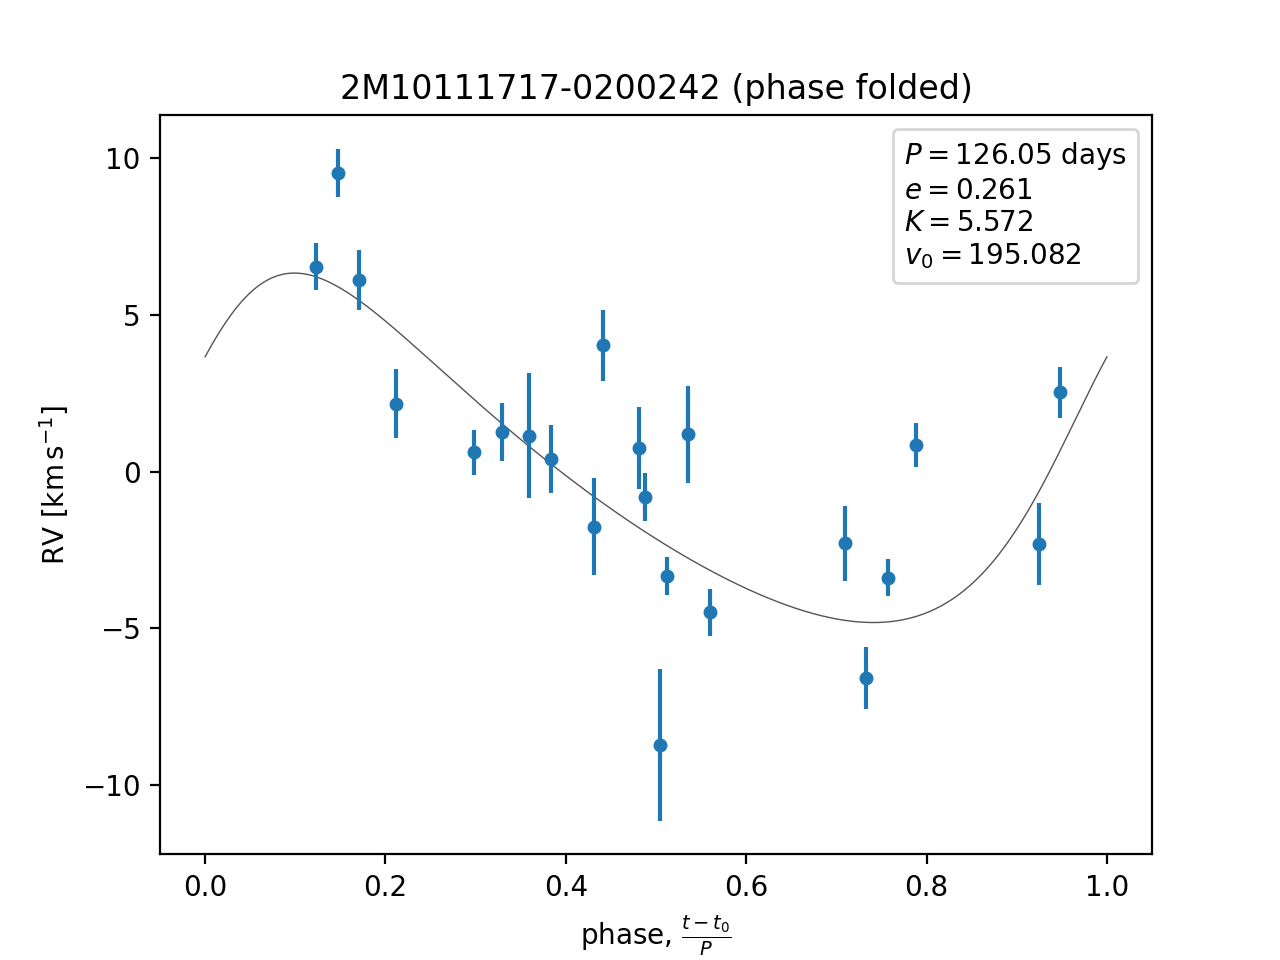 2M10111717-0200242 (phase folded)
P = 126.05 days
e = 0.261
K = 5.572
v₀ = 195.082
10
5
0
−5
−10
RV [km s⁻¹]
0.0 0.2 0.4 0.6 0.8 1.0
phase, (t − t₀)/P